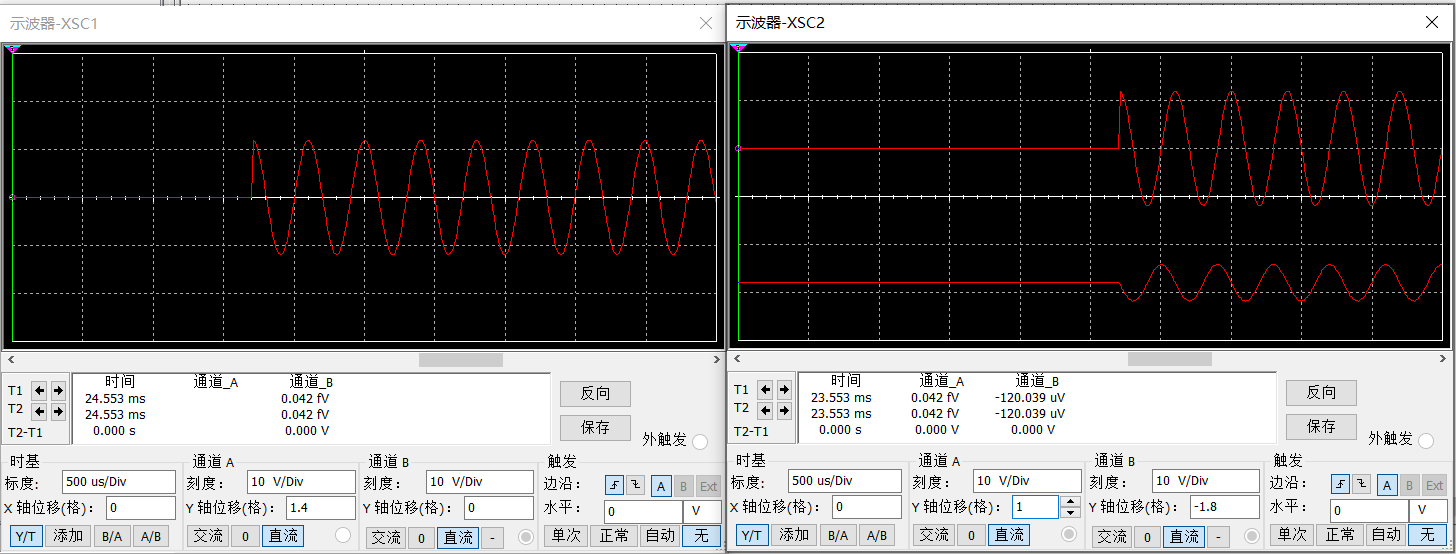 示波器-XSC1
时间 通道_A 通道_B
T1 24.553 ms 0.042 fV
T2 24.553 ms 0.042 fV
T2-T1 0.000 s 0.000 V
反向
保存
外触发
时基
标度: 500 us/Div
X 轴位移(格): 0
Y/T 添加 B/A A/B
通道 A
刻度: 10 V/Div
Y 轴位移(格): 1.4
交流 0 直流
通道 B
刻度: 10 V/Div
Y 轴位移(格): 0
交流 0 直流 -
触发
边沿: A B Ext
水平: 0 V
单次 正常 自动 无
示波器-XSC2
时间 通道_A 通道_B
T1 23.553 ms 0.042 fV -120.039 uV
T2 23.553 ms 0.042 fV -120.039 uV
T2-T1 0.000 s 0.000 V 0.000 V
反向
保存
外触发
时基
标度: 500 us/Div
X 轴位移(格): 0
Y/T 添加 B/A A/B
通道 A
刻度: 10 V/Div
Y 轴位移(格): 1
交流 0 直流
通道 B
刻度: 10 V/Div
Y 轴位移(格): -1.8
交流 0 直流 -
触发
边沿: A B Ext
水平: 0 V
单次 正常 自动 无